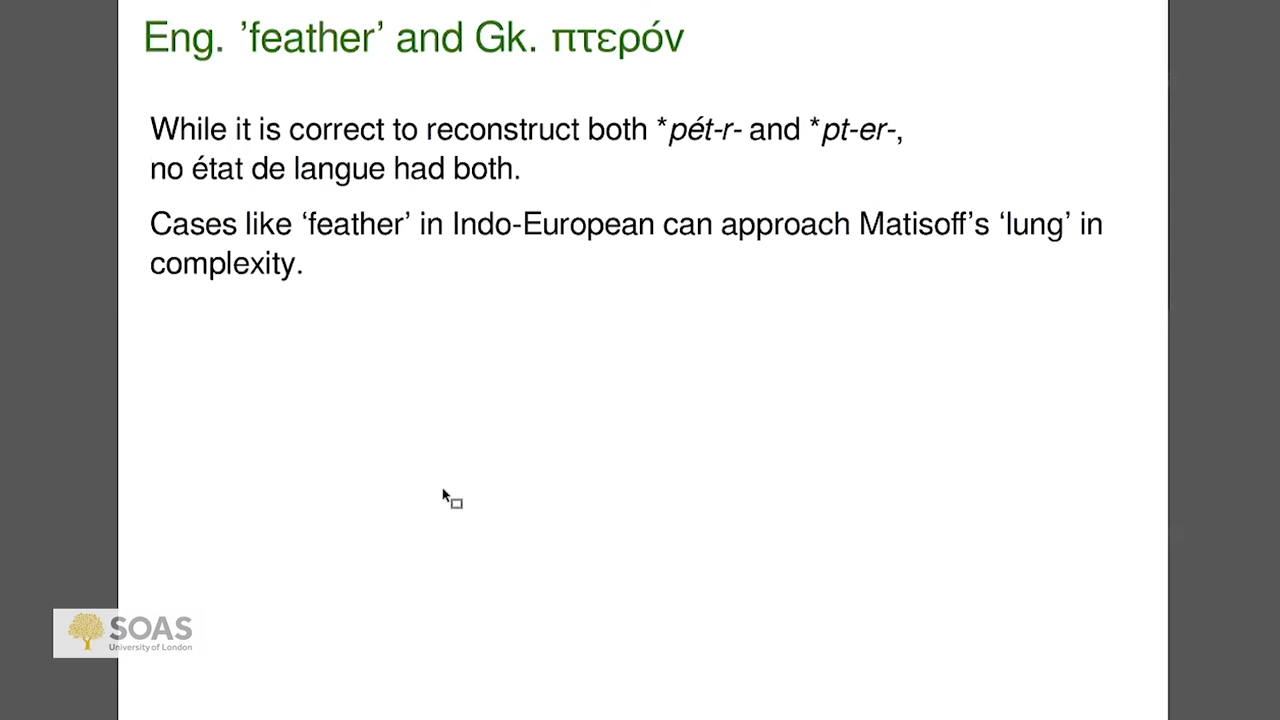 Eng. ’feather’ and Gk. πτερόν
While it is correct to reconstruct both *pét-r- and *pt-er-,
no état de langue had both.
Cases like ‘feather’ in Indo-European can approach Matisoff’s ‘lung’ in
complexity.
SOAS
University of London